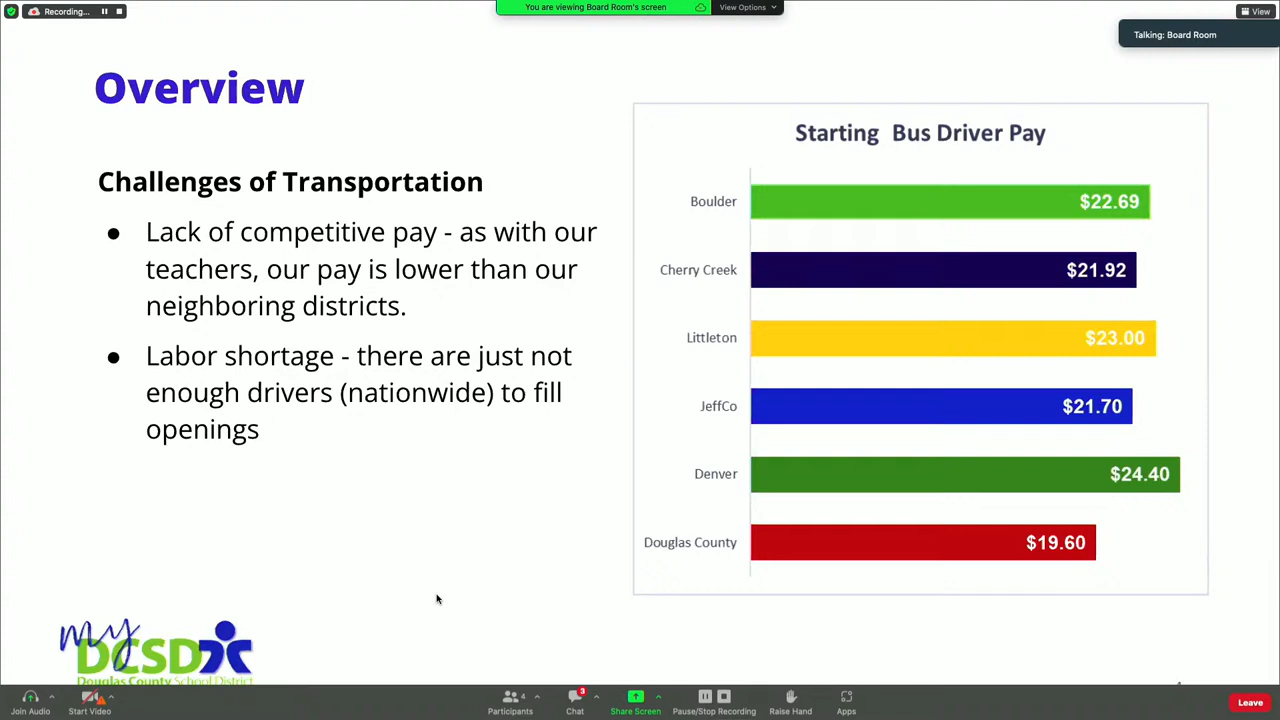 Recording...
You are viewing Board Room's screen
View Options
View
Talking: Board Room
Overview
Challenges of Transportation
● Lack of competitive pay - as with our
teachers, our pay is lower than our
neighboring districts.
● Labor shortage - there are just not
enough drivers (nationwide) to fill
openings
Starting Bus Driver Pay
Boulder $22.69
Cherry Creek $21.92
Littleton $23.00
JeffCo $21.70
Denver $24.40
Douglas County $19.60
my
DCSD
Douglas County School District
Join Audio
Start Video
4
Participants
3
Chat
Share Screen
Pause/Stop Recording
Raise Hand
Apps
Leave